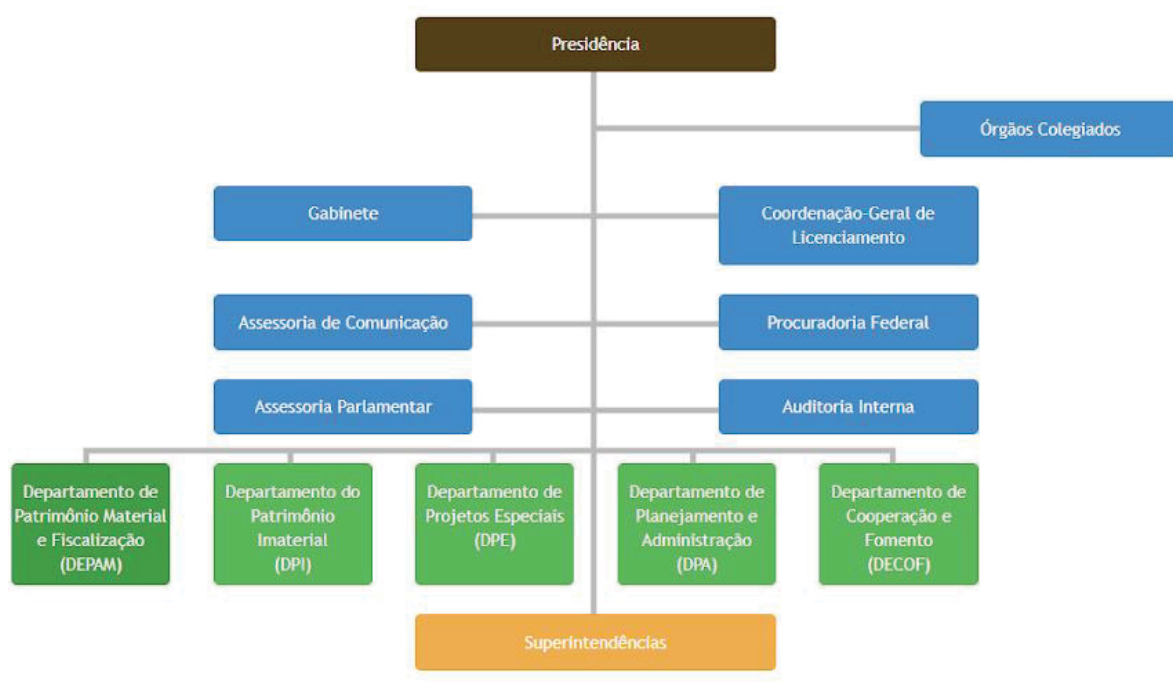 Presidência
Órgãos Colegiados
Gabinete
Coordenação-Geral de
Licenciamento
Assessoria de Comunicação
Procuradoria Federal
Assessoria Parlamentar
Auditoria Interna
Departamento de
Patrimônio Material
e Fiscalização
(DEPAM)
Departamento do
Patrimônio
Imaterial
(DPI)
Departamento de
Projetos Especiais
(DPE)
Departamento de
Planejamento e
Administração
(DPA)
Departamento de
Cooperação e
Fomento
(DECOF)
Superintendências